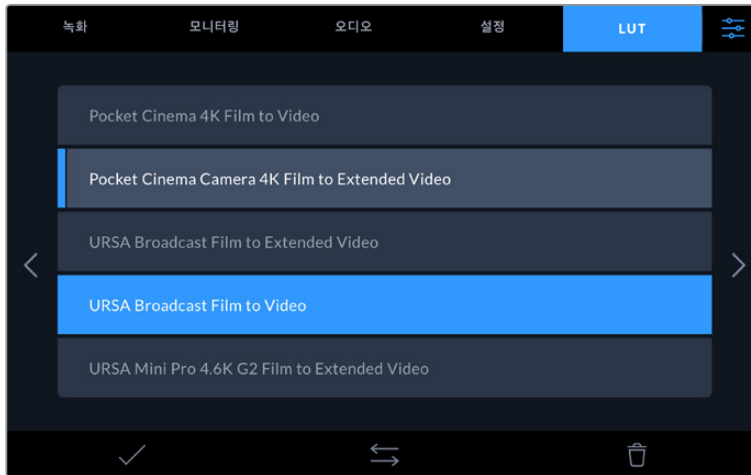 녹화 모니터링 오디오 설정 LUT
Pocket Cinema 4K Film to Video
Pocket Cinema Camera 4K Film to Extended Video
URSA Broadcast Film to Extended Video
URSA Broadcast Film to Video
URSA Mini Pro 4.6K G2 Film to Extended Video